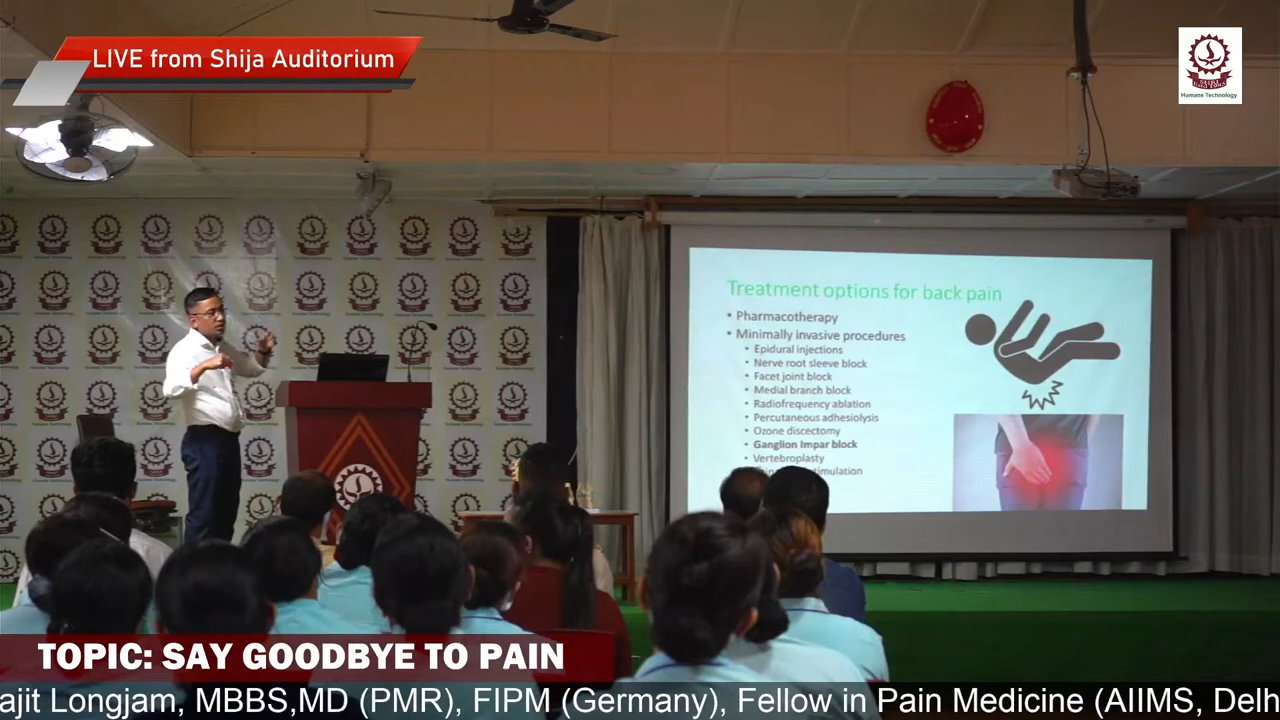 LIVE from Shija Auditorium
Humane Technology
Treatment options for back pain
• Pharmacotherapy
• Minimally invasive procedures
• Epidural injections
• Nerve root sleeve block
• Facet joint block
• Medial branch block
• Radiofrequency ablation
• Percutaneous adhesiolysis
• Ozone discectomy
• Ganglion Impar block
• Vertebroplasty
TOPIC: SAY GOODBYE TO PAIN
ajit Longjam, MBBS,MD (PMR), FIPM (Germany), Fellow in Pain Medicine (AIIMS, Delh